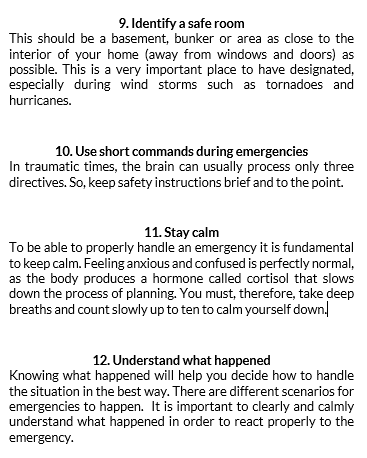 9. Identify a safe room
This should be a basement, bunker or area as close to the
interior of your home (away from windows and doors) as
possible. This is a very important place to have designated,
especially during wind storms such as tornadoes and
hurricanes.
10. Use short commands during emergencies
In traumatic times, the brain can usually process only three
directives. So, keep safety instructions brief and to the point.
11. Stay calm
To be able to properly handle an emergency it is fundamental
to keep calm. Feeling anxious and confused is perfectly normal,
as the body produces a hormone called cortisol that slows
down the process of planning. You must, therefore, take deep
breaths and count slowly up to ten to calm yourself down.
12. Understand what happened
Knowing what happened will help you decide how to handle
the situation in the best way. There are different scenarios for
emergencies to happen. It is important to clearly and calmly
understand what happened in order to react properly to the
emergency.